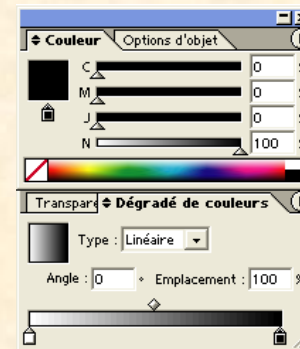 Couleur Options d'objet
C 0 %
M 0
J 0
N 100
Transpare Dégradé de couleurs
Type : Linéaire
Angle : 0 ° Emplacement : 100 %